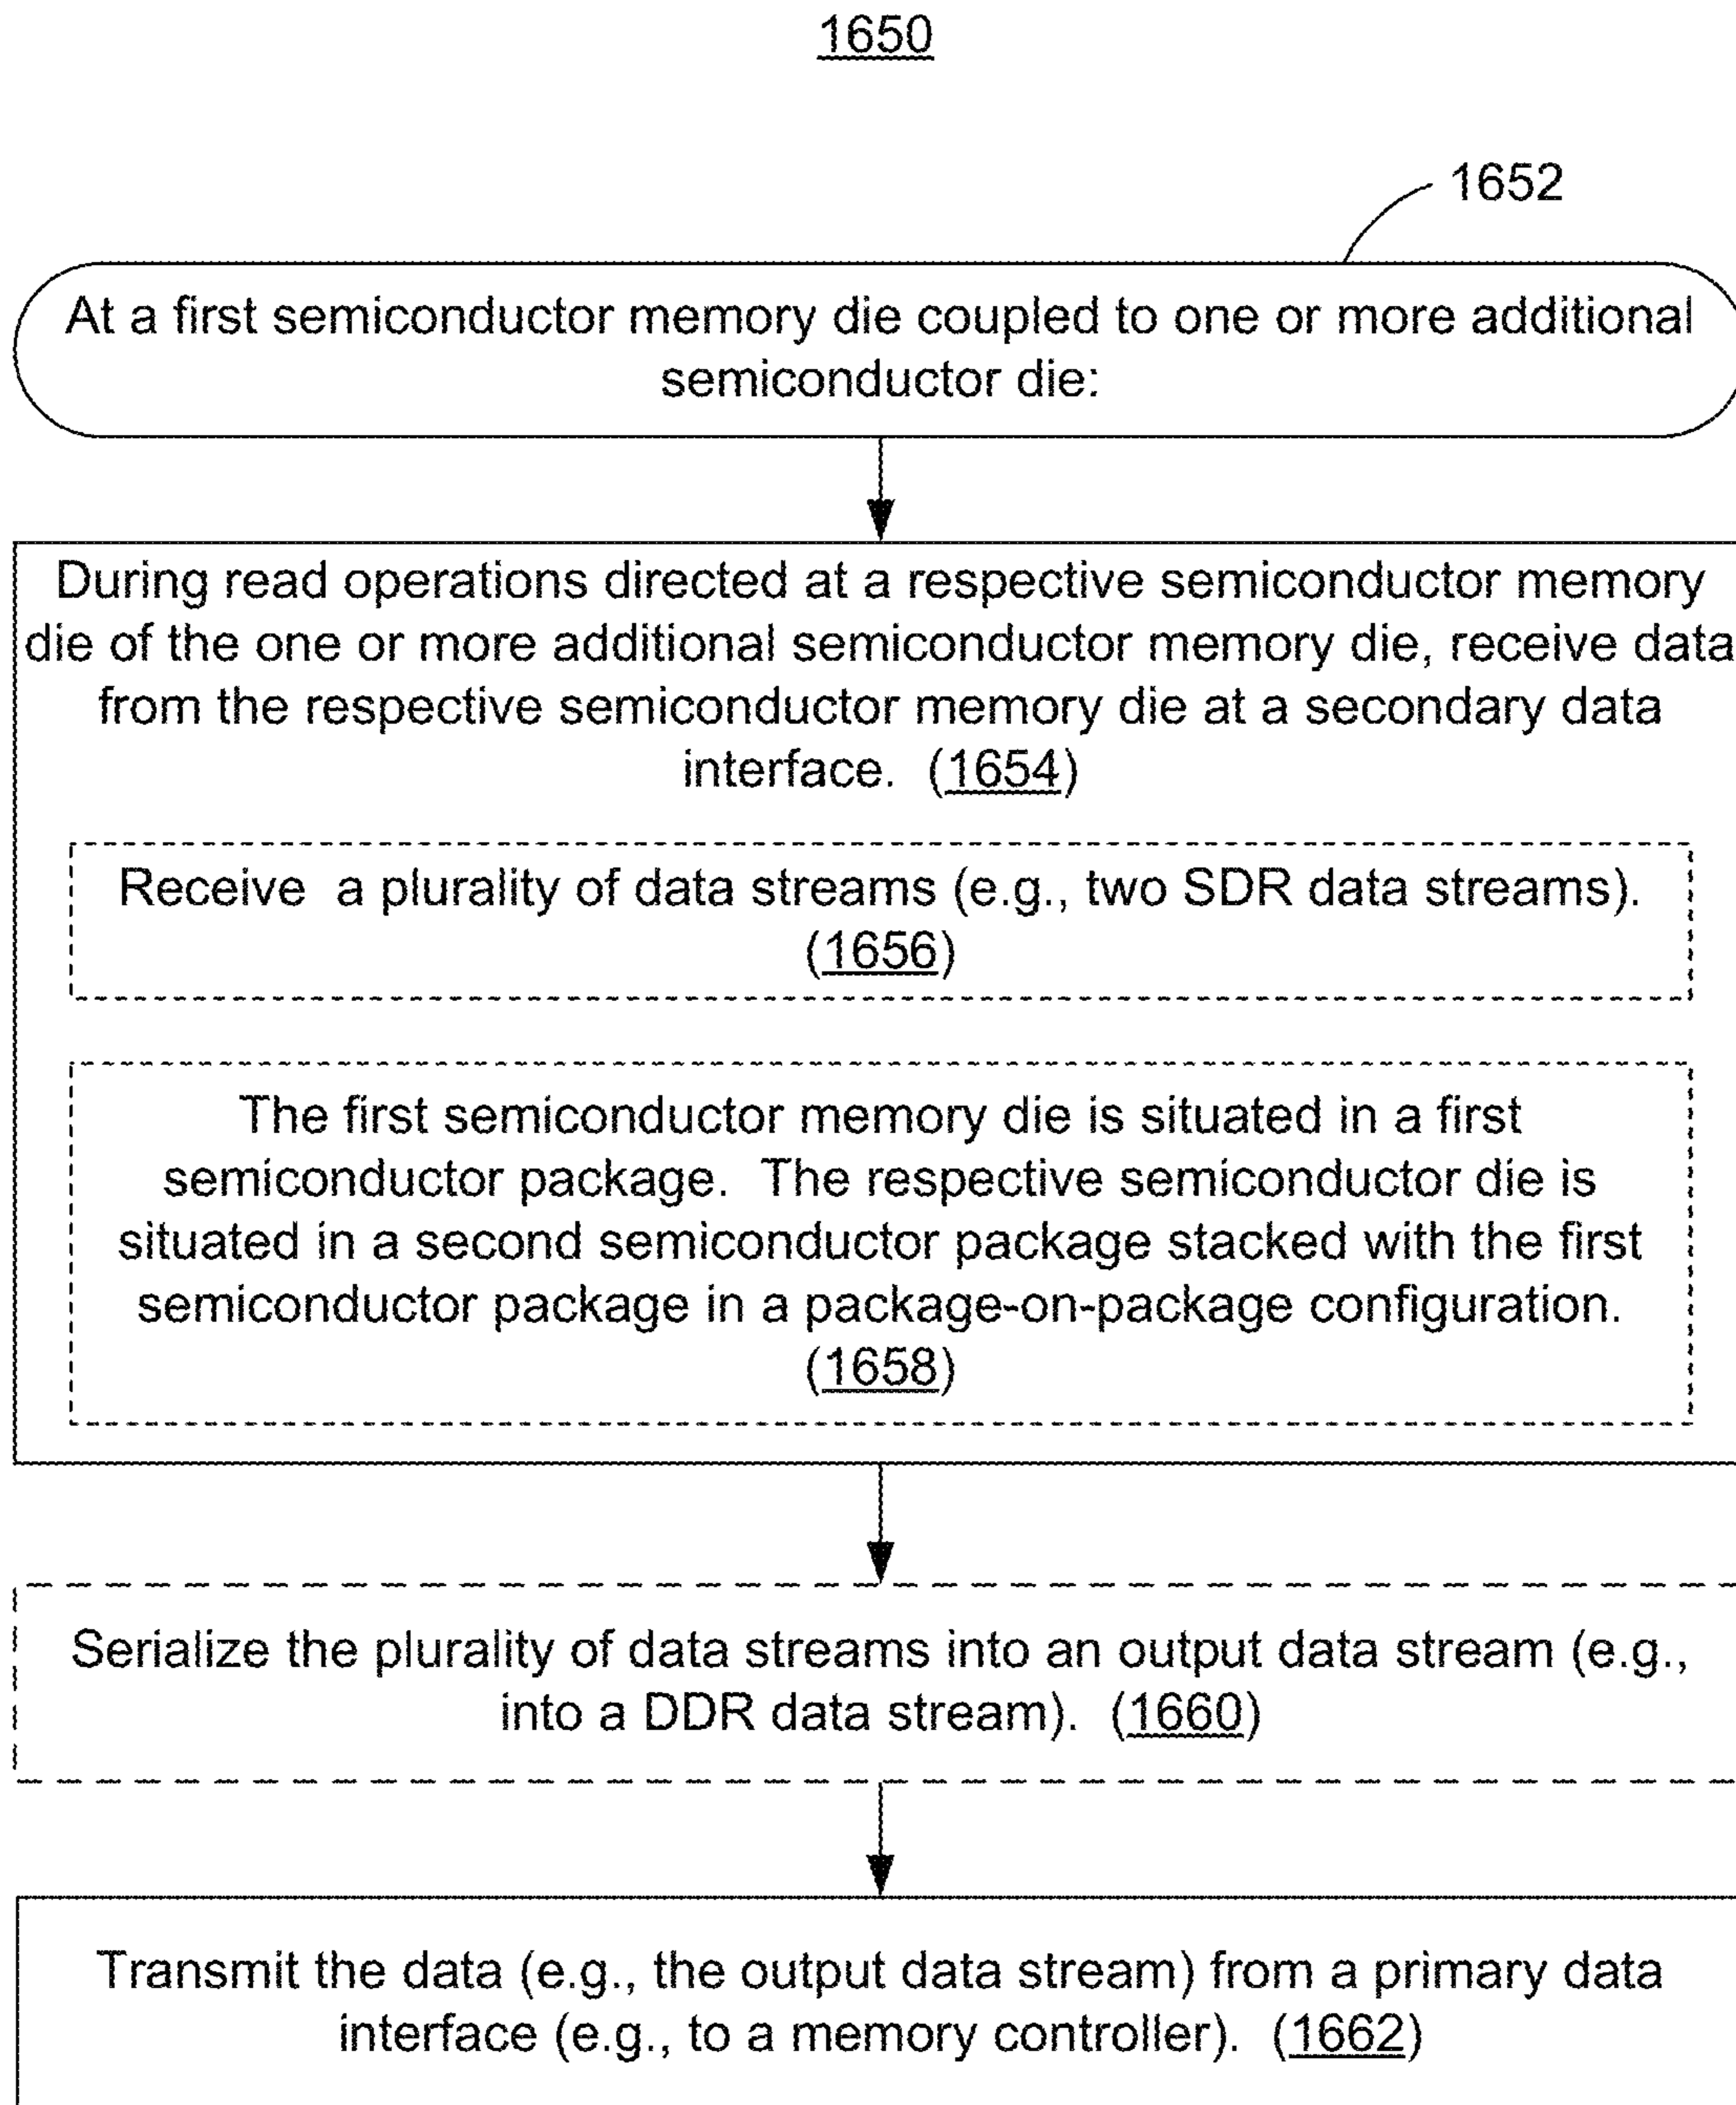 1650
1652
At a first semiconductor memory die coupled to one or more additional
semiconductor die:
During read operations directed at a respective semiconductor memory
die of the one or more additional semiconductor memory die, receive data
from the respective semiconductor memory die at a secondary data
interface. (1654)
Receive a plurality of data streams (e.g., two SDR data streams).
(1656)
The first semiconductor memory die is situated in a first
semiconductor package. The respective semiconductor die is
situated in a second semiconductor package stacked with the first
semiconductor package in a package-on-package configuration.
(1658)
Serialize the plurality of data streams into an output data stream (e.g.,
into a DDR data stream). (1660)
Transmit the data (e.g., the output data stream) from a primary data
interface (e.g., to a memory controller). (1662)